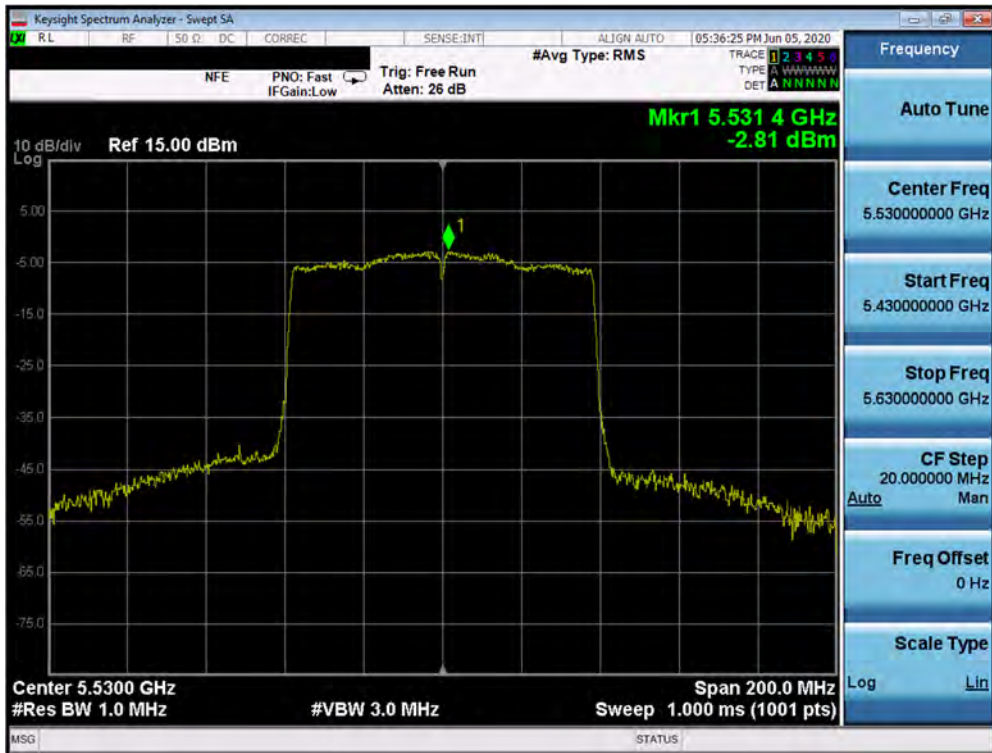 Keysight Spectrum Analyzer - Swept SA
LXI RL RF 50 Ω DC CORREC SENSE:INT ALIGN AUTO 05:36:25 PM Jun 05, 2020
NFE PNO: Fast Trig: Free Run #Avg Type: RMS TRACE 1 2 3 4 5 6
IFGain:Low Atten: 26 dB TYPE A WWWWW
DET A N N N N N
Mkr1 5.531 4 GHz
-2.81 dBm
10 dB/div Ref 15.00 dBm
Log
1
5.00
-5.00
-15.0
-25.0
-35.0
-45.0
-55.0
-65.0
-75.0
Center 5.5300 GHz Span 200.0 MHz
#Res BW 1.0 MHz #VBW 3.0 MHz Sweep 1.000 ms (1001 pts)
MSG STATUS
Frequency
Auto Tune
Center Freq
5.530000000 GHz
Start Freq
5.430000000 GHz
Stop Freq
5.630000000 GHz
CF Step
20.000000 MHz
Auto Man
Freq Offset
0 Hz
Scale Type
Log Lin